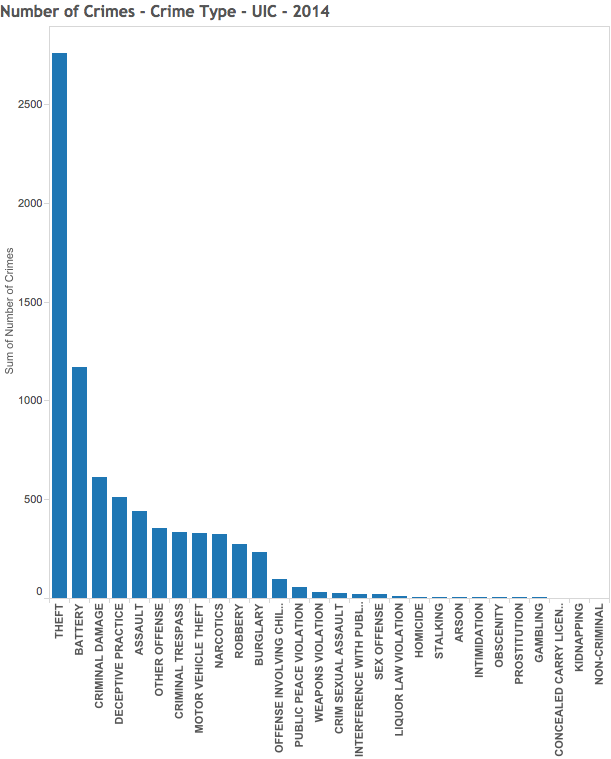 Number of Crimes - Crime Type - UIC - 2014
Sum of Number of Crimes
2500
2000
1500
1000
500
0
THEFT
BATTERY
CRIMINAL DAMAGE
DECEPTIVE PRACTICE
ASSAULT
OTHER OFFENSE
CRIMINAL TRESPASS
MOTOR VEHICLE THEFT
NARCOTICS
ROBBERY
BURGLARY
OFFENSE INVOLVING CHIL..
PUBLIC PEACE VIOLATION
WEAPONS VIOLATION
CRIM SEXUAL ASSAULT
INTERFERENCE WITH PUBL..
SEX OFFENSE
LIQUOR LAW VIOLATION
HOMICIDE
STALKING
ARSON
INTIMIDATION
OBSCENITY
PROSTITUTION
GAMBLING
CONCEALED CARRY LICEN..
KIDNAPPING
NON-CRIMINAL